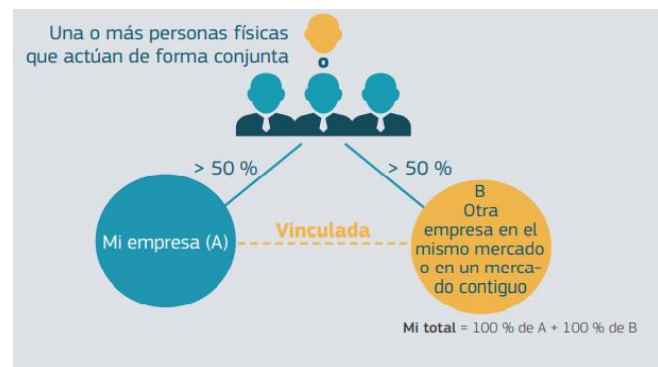 Una o más personas físicas
que actúan de forma conjunta
o
> 50 %
> 50 %
Mi empresa (A)
Vinculada
B
Otra
empresa en el
mismo mercado
o en un merca-
do contiguo
Mi total = 100 % de A + 100 % de B